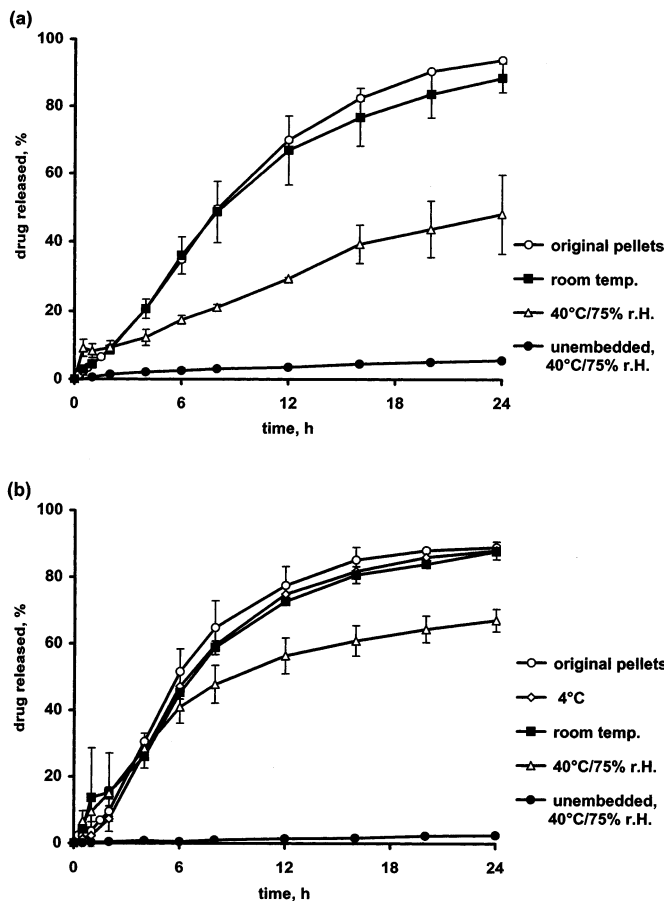 (a)
100
80
60
40
20
0
0
6
12
18
24
drug released, %
time, h
original pellets
room temp.
40°C/75% r.H.
unembedded,
40°C/75% r.H.
(b)
100
80
60
40
20
0
0
6
12
18
24
drug released, %
time, h
original pellets
4°C
room temp.
40°C/75% r.H.
unembedded,
40°C/75% r.H.